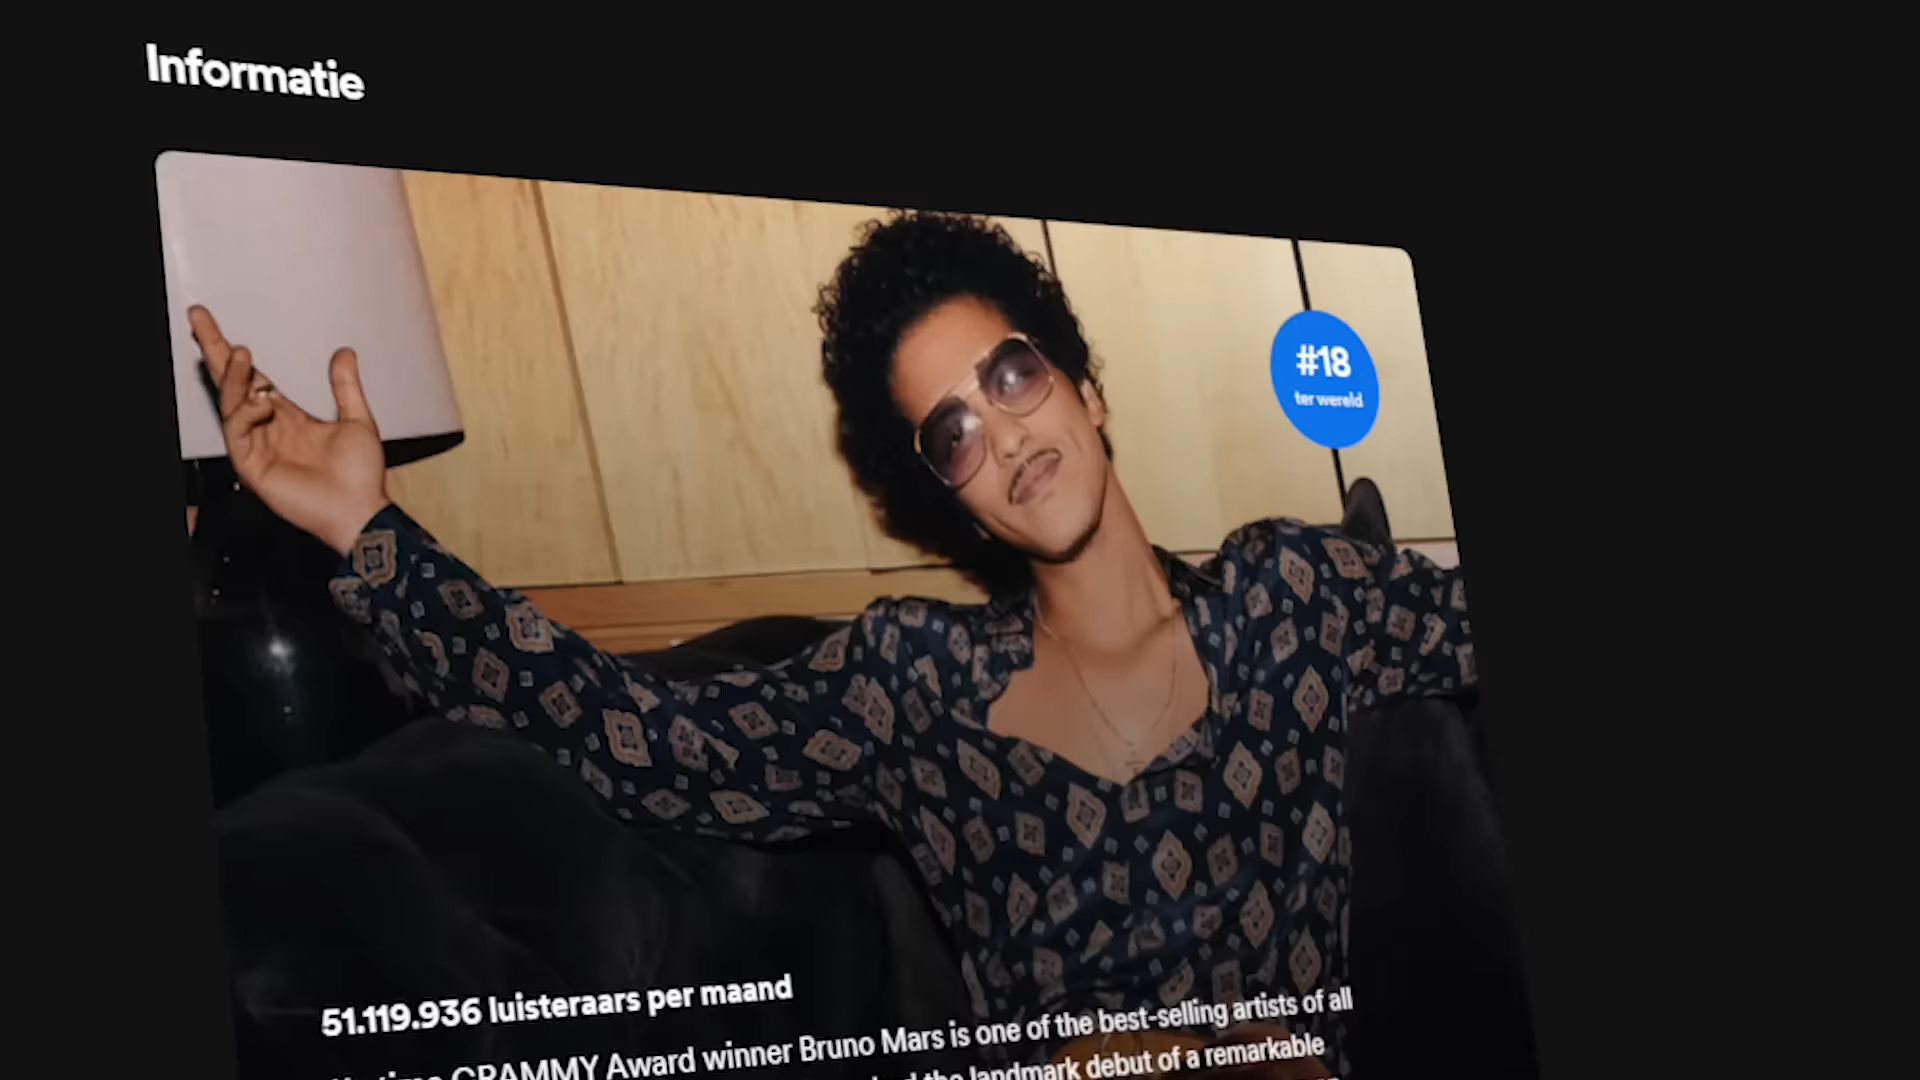 Informatie
#18
ter wereld
51.119.936 luisteraars per maand
GRAMMY Award winner Bruno Mars is one of the best-selling artists of all
the landmark debut of a remarkable